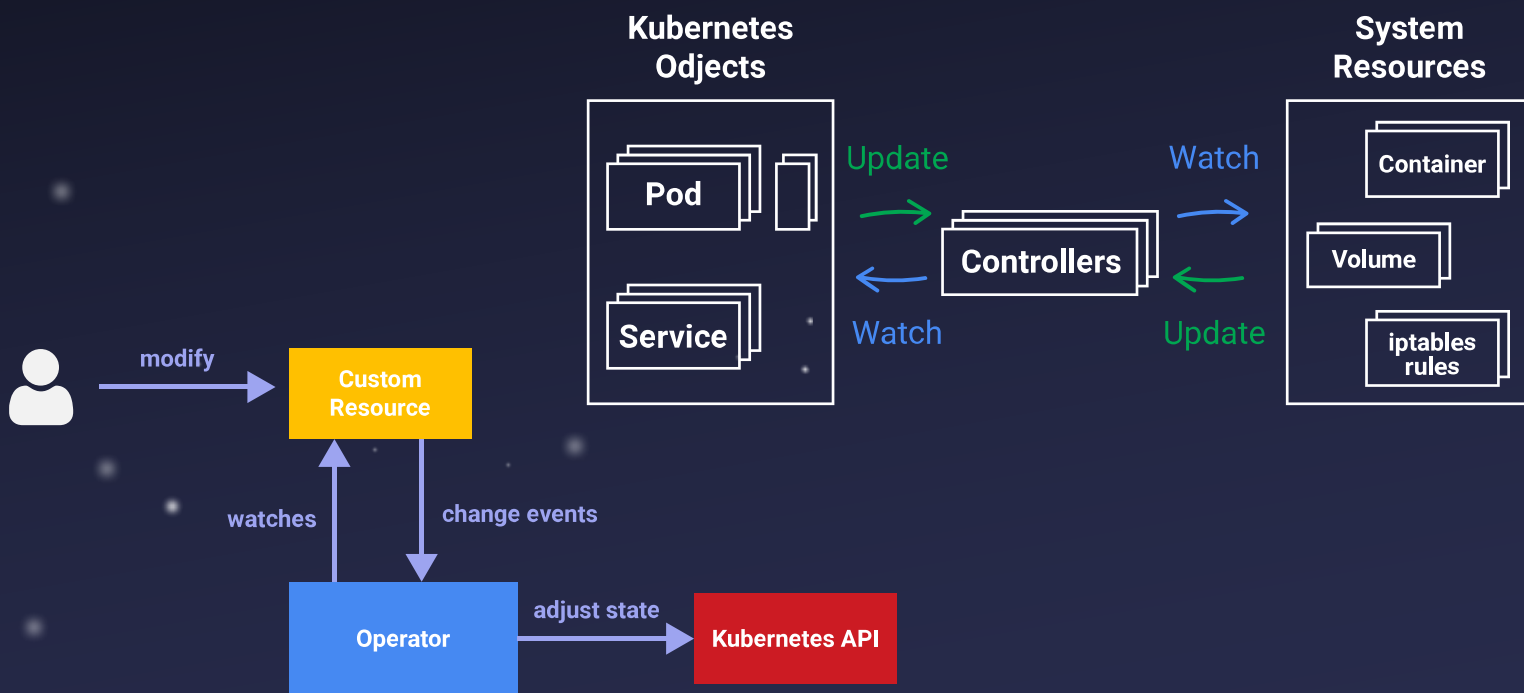 Kubernetes
Odjects
System
Resources
Update
Watch
Container
Pod
Controllers
Volume
Service
Watch
Update
iptables
rules
modify
Custom
Resource
watches
change events
Operator
adjust state
Kubernetes API